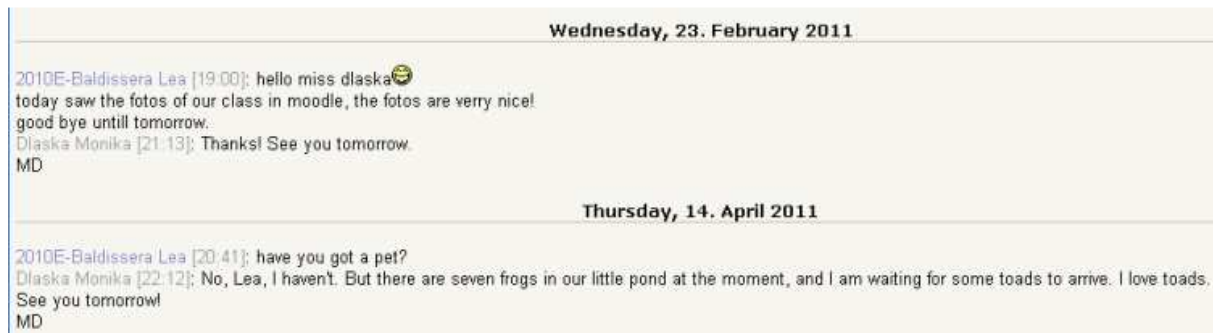 Wednesday, 23. February 2011
2010E-Baldissera Lea [19:00]: hello miss dlaska
today saw the fotos of our class in moodle, the fotos are verry nice!
good bye untill tomorrow.
Dlaska Monika [21:13]: Thanks! See you tomorrow.
MD
Thursday, 14. April 2011
2010E-Baldissera Lea [20:41]: have you got a pet?
Dlaska Monika [22:12]: No, Lea, I haven't. But there are seven frogs in our little pond at the moment, and I am waiting for some toads to arrive. I love toads.
See you tomorrow!
MD